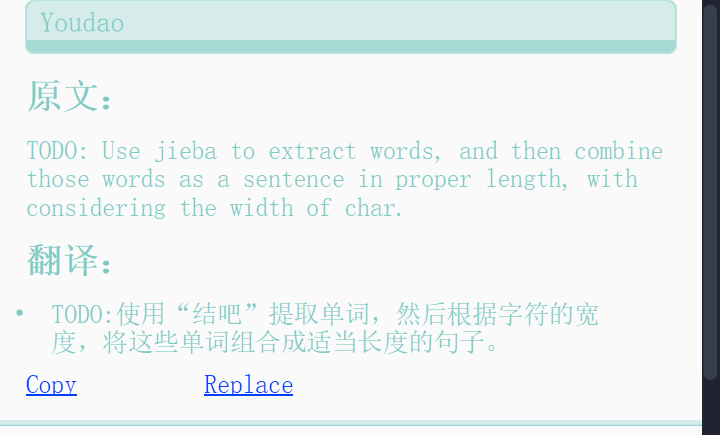 Youdao
原文：
TODO: Use jieba to extract words, and then combine
those words as a sentence in proper length, with
considering the width of char.
翻译：
• TODO:使用“结吧”提取单词，然后根据字符的宽
度，将这些单词组合成适当长度的句子。
Copy Replace